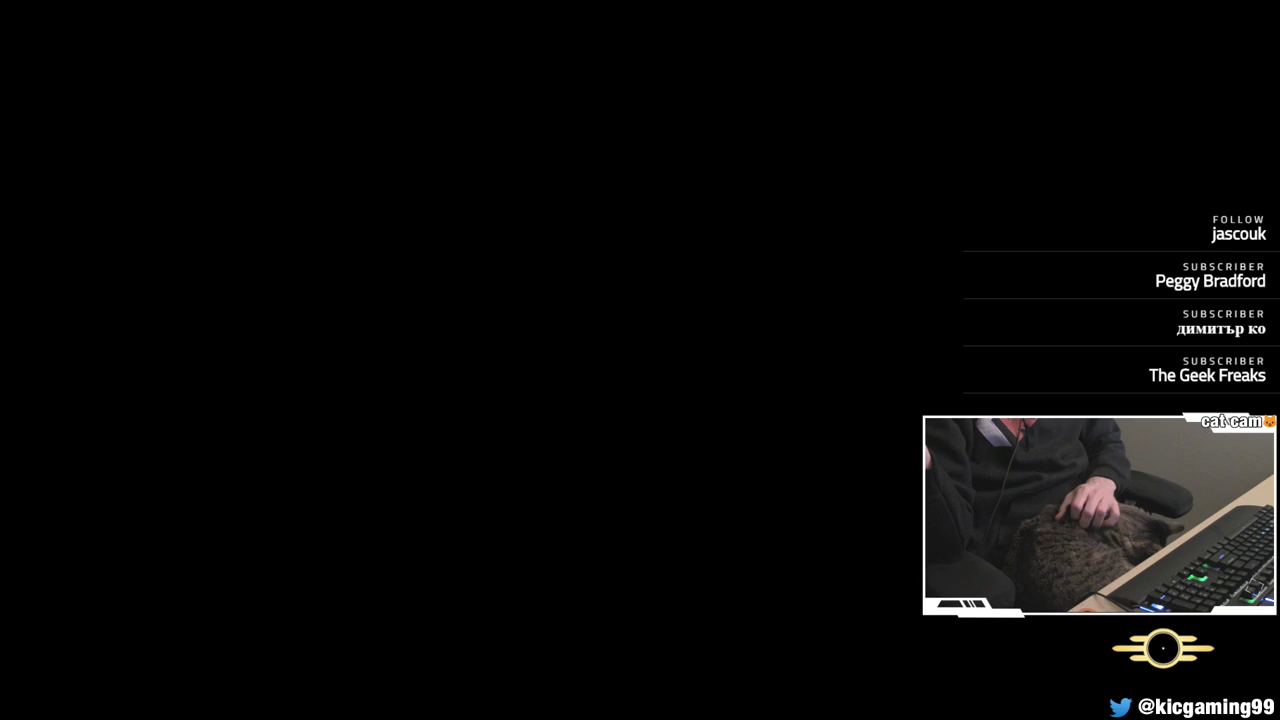 FOLLOW
jascouk
SUBSCRIBER
Peggy Bradford
SUBSCRIBER
димитър ко
SUBSCRIBER
The Geek Freaks
cat cam
@kicgaming99